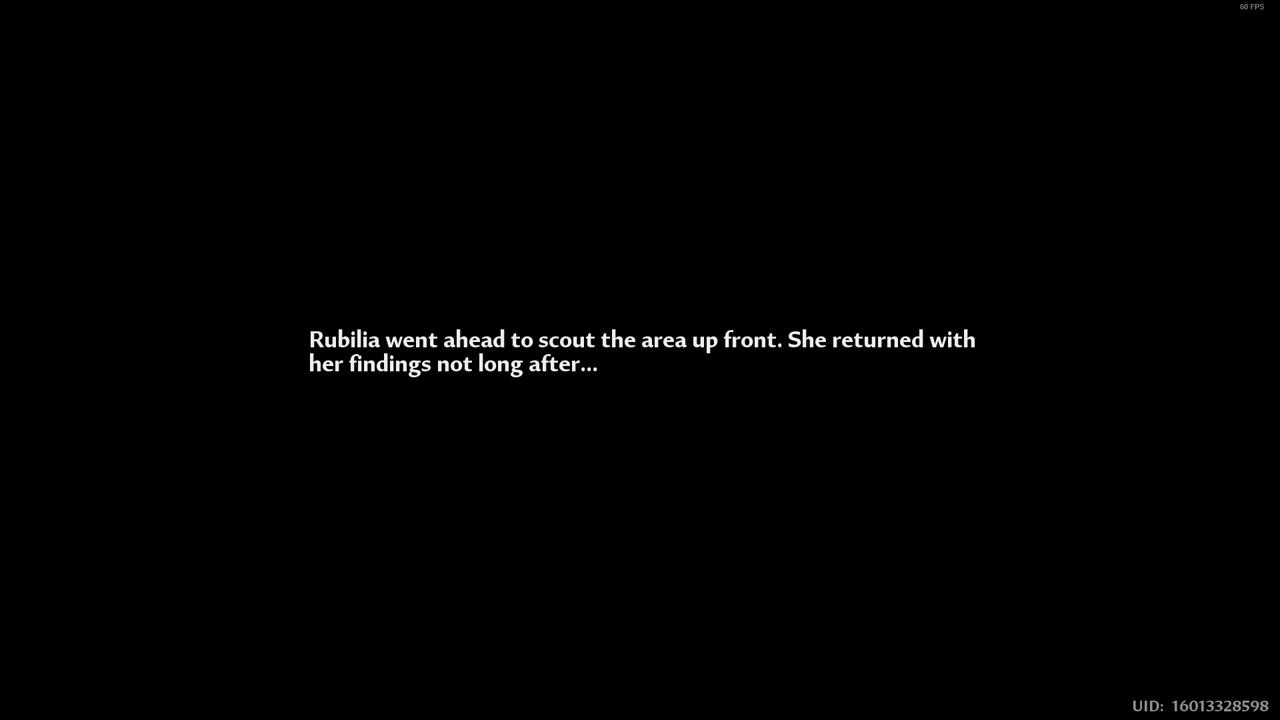 60 FPS
Rubilia went ahead to scout the area up front. She returned with
her findings not long after...
UID: 16013328598